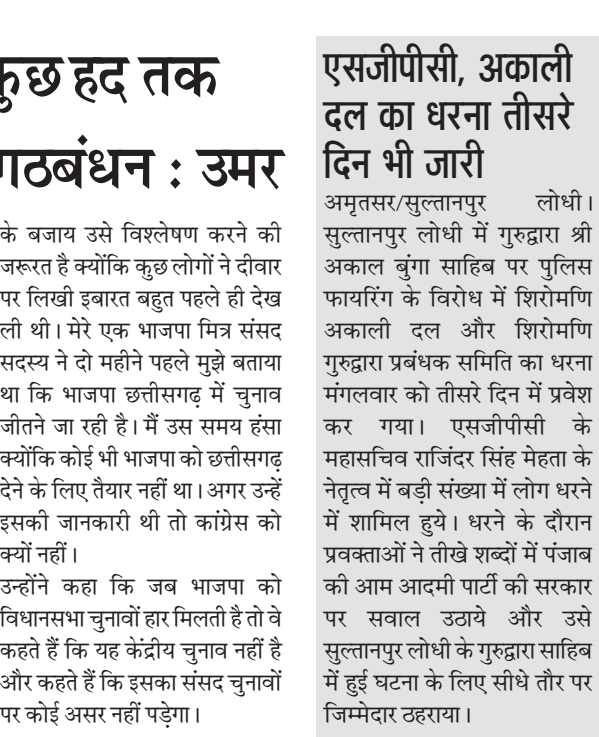 कुछ हद तक
गठबंधन : उमर
के बजाय उसे विश्लेषण करने की
जरूरत है क्योंकि कुछ लोगों ने दीवार
पर लिखी इबारत बहुत पहले ही देख
ली थी। मेरे एक भाजपा मित्र संसद
सदस्य ने दो महीने पहले मुझे बताया
था कि भाजपा छत्तीसगढ़ में चुनाव
जीतने जा रही है। मैं उस समय हंसा
क्योंकि कोई भी भाजपा को छत्तीसगढ़
देने के लिए तैयार नहीं था। अगर उन्हें
इसकी जानकारी थी तो कांग्रेस को
क्यों नहीं।
उन्होंने कहा कि जब भाजपा को
विधानसभा चुनावों हार मिलती है तो वे
कहते हैं कि यह केंद्रीय चुनाव नहीं है
और कहते हैं कि इसका संसद चुनावों
पर कोई असर नहीं पड़ेगा।
एसजीपीसी, अकाली
दल का धरना तीसरे
दिन भी जारी
अमृतसर/सुल्तानपुर लोधी।
सुल्तानपुर लोधी में गुरुद्वारा श्री
अकाल बुंगा साहिब पर पुलिस
फायरिंग के विरोध में शिरोमणि
अकाली दल और शिरोमणि
गुरुद्वारा प्रबंधक समिति का धरना
मंगलवार को तीसरे दिन में प्रवेश
कर गया। एसजीपीसी के
महासचिव राजिंदर सिंह मेहता के
नेतृत्व में बड़ी संख्या में लोग धरने
में शामिल हुये। धरने के दौरान
प्रवक्ताओं ने तीखे शब्दों में पंजाब
की आम आदमी पार्टी की सरकार
पर सवाल उठाये और उसे
सुल्तानपुर लोधी के गुरुद्वारा साहिब
में हुई घटना के लिए सीधे तौर पर
जिम्मेदार ठहराया।